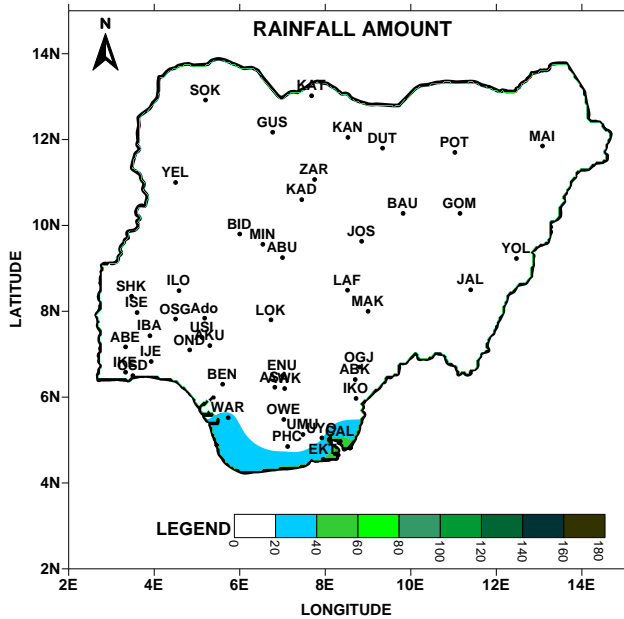 RAINFALL AMOUNT
N
14N
12N
10N
8N
6N
4N
2N
LATITUDE
SOK
KAT
GUS
KAN
DUT
POT
MAI
YEL
ZAR
KAD
BAU
GOM
BID
MIN
ABU
JOS
YOL
SHK
ILO
ISE
LAF
JAL
OSG
Ado
LOK
MAK
IBA
USI
ABE
OND
AKU
IJE
IKE
OSD
BEN
ENU
ASA
AWK
OGJ
ABK
IKO
WAR
OWE
UMU
UYO
CAL
PHC
EKT
LEGEND
0
20
40
60
80
100
120
140
160
180
2E
4E
6E
8E
10E
12E
14E
LONGITUDE